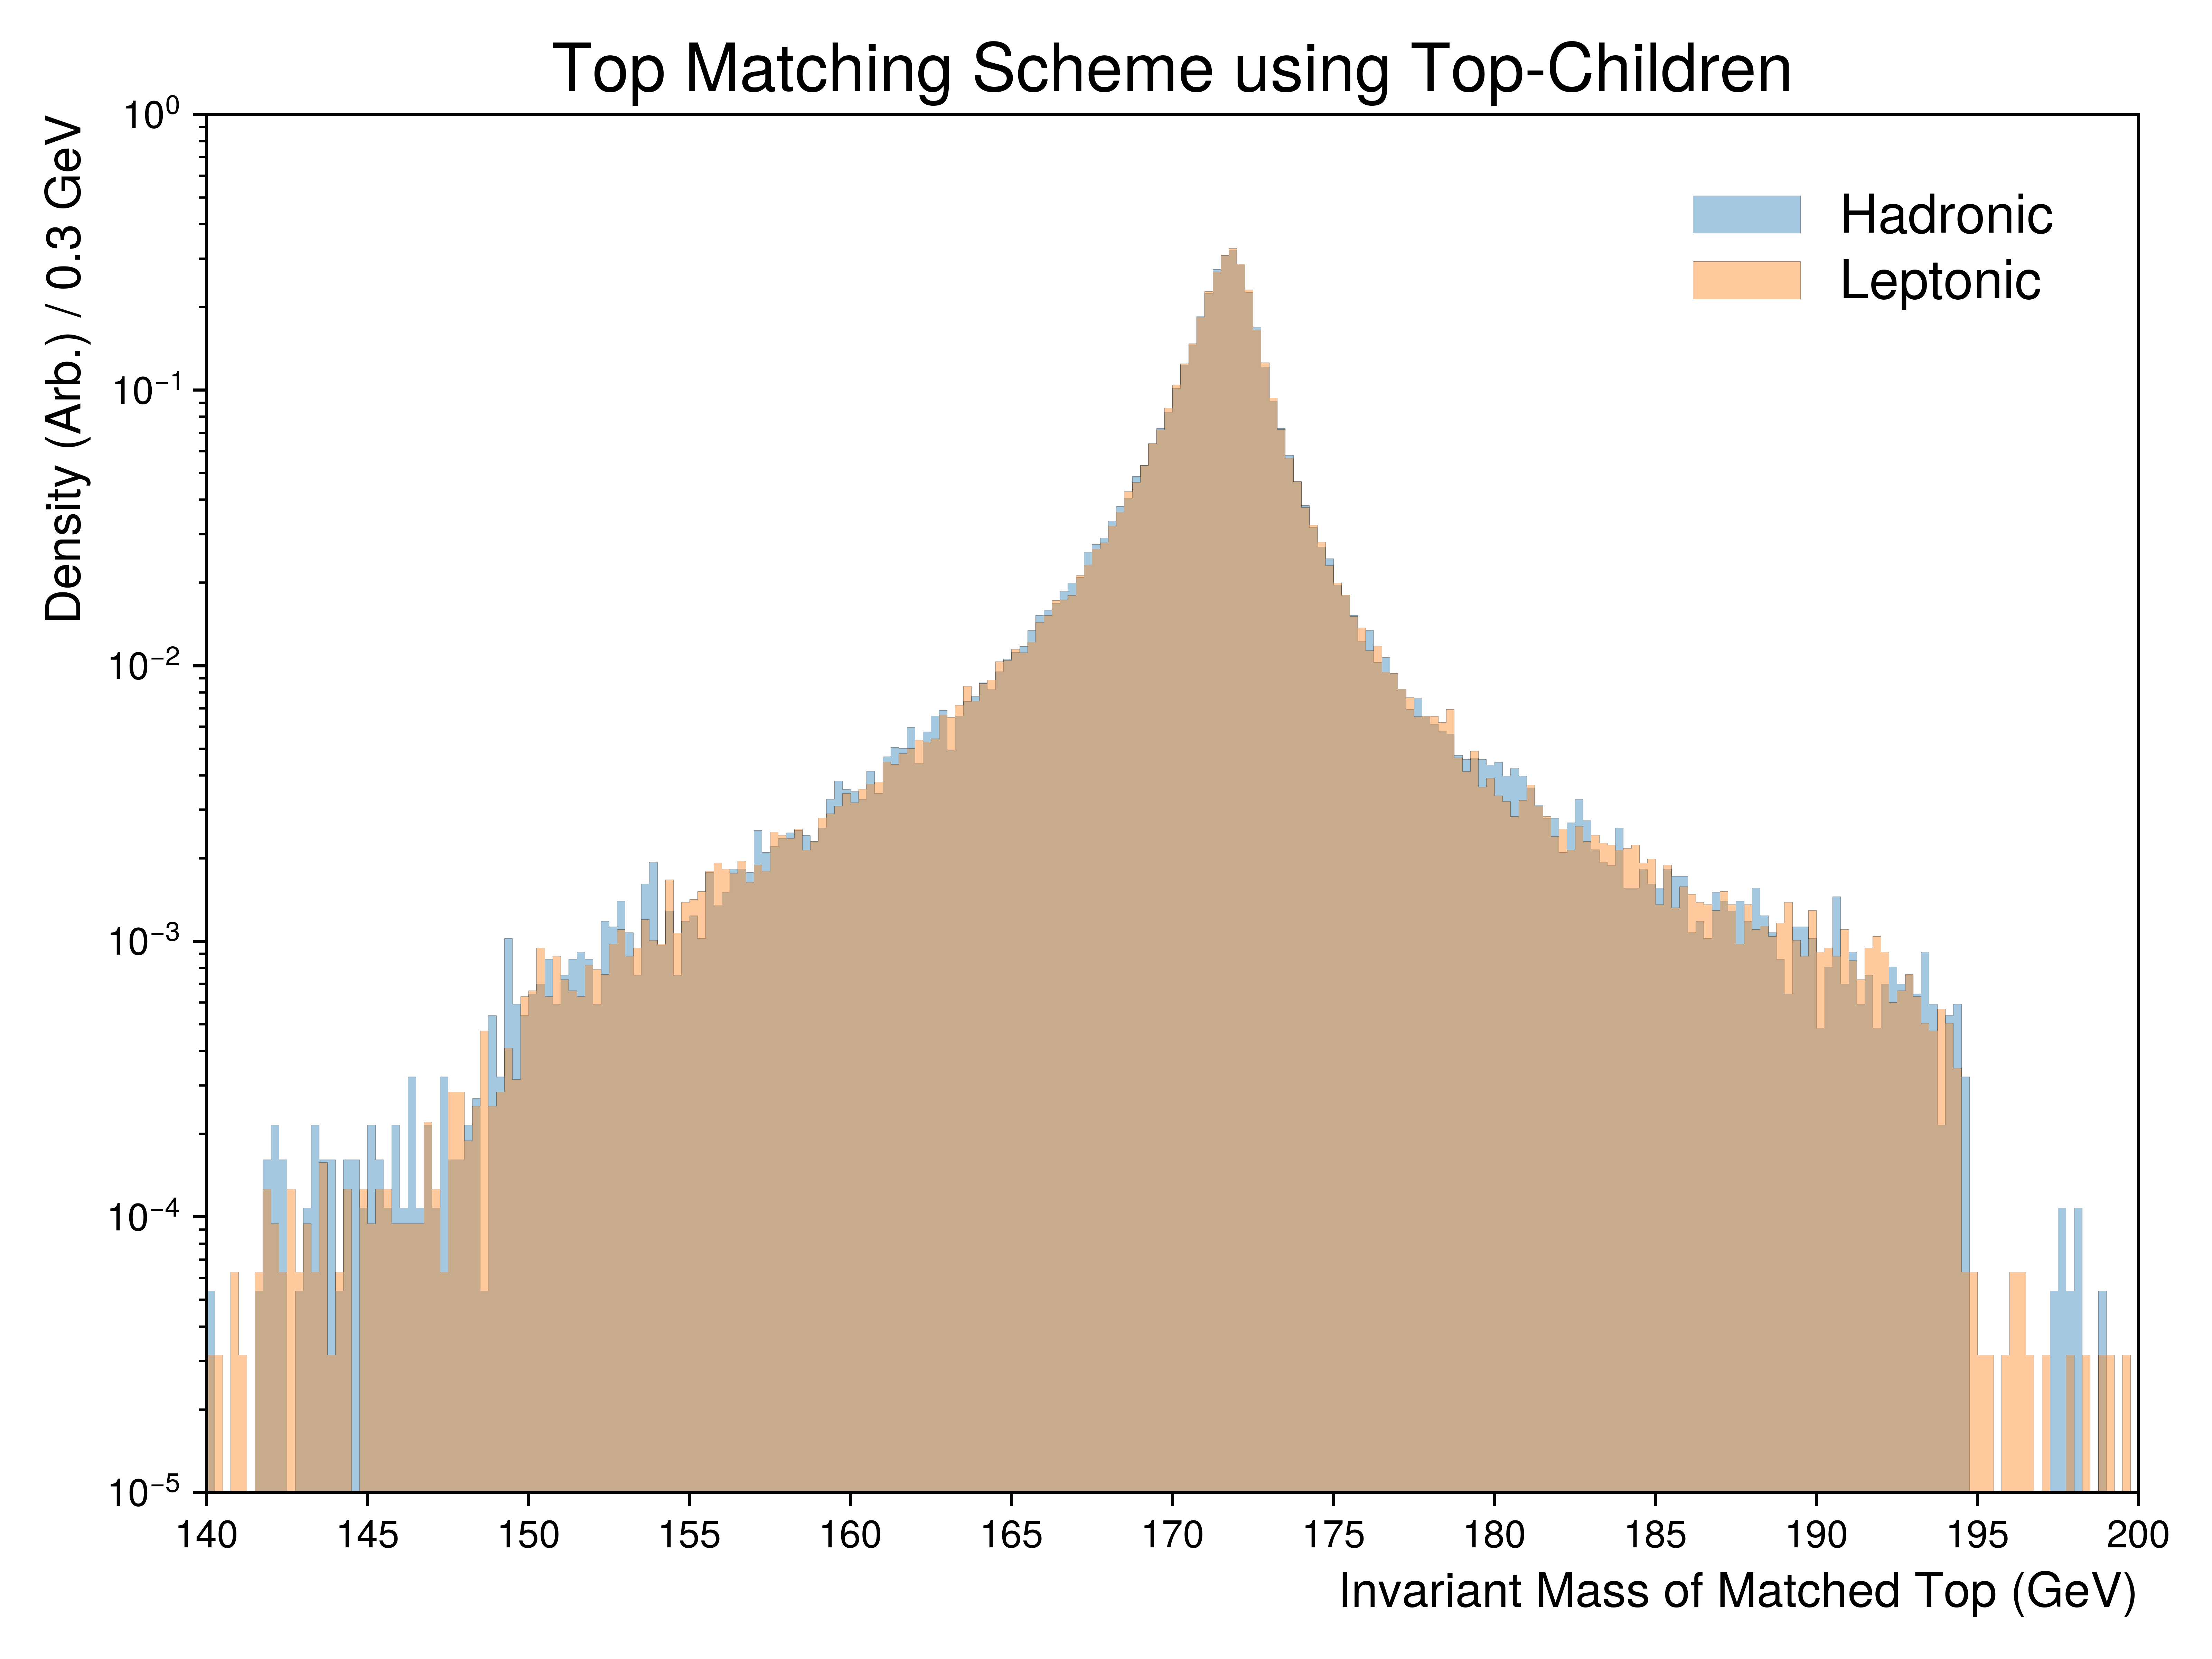 Top Matching Scheme using Top-Children
Density (Arb.) / 0.3 GeV
10⁰
10⁻¹
10⁻²
10⁻³
10⁻⁴
10⁻⁵
Hadronic
Leptonic
140 145 150 155 160 165 170 175 180 185 190 195 200
Invariant Mass of Matched Top (GeV)